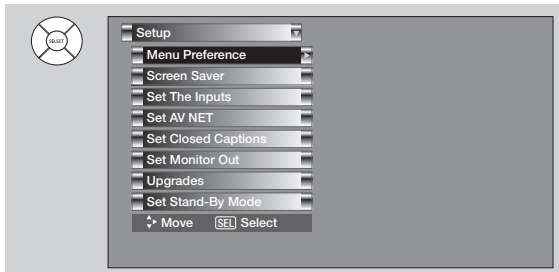 SELECT
Setup
Menu Preference
Screen Saver
Set The Inputs
Set AV NET
Set Closed Captions
Set Monitor Out
Upgrades
Set Stand-By Mode
Move SEL Select